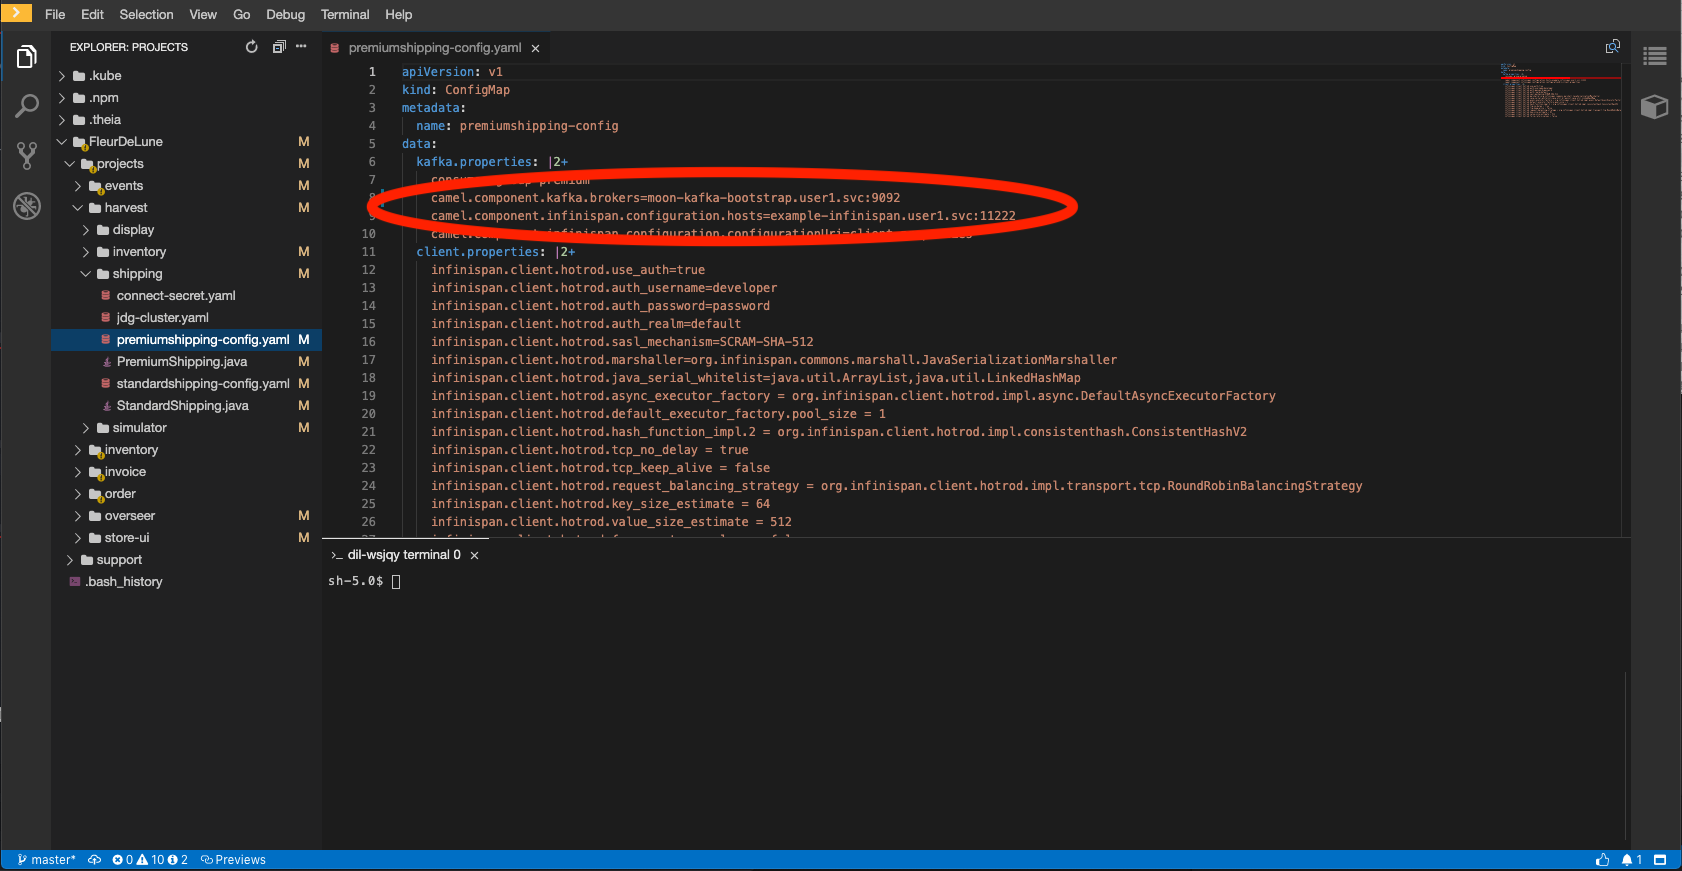 File Edit Selection View Go Debug Terminal Help
EXPLORER: PROJECTS
.kube
.npm
.theia
FleurDeLune M
projects M
events M
harvest M
display
inventory M
shipping M
connect-secret.yaml
jdg-cluster.yaml
premiumshipping-config.yaml M
PremiumShipping.java M
standardshipping-config.yaml M
StandardShipping.java M
simulator M
inventory
invoice
order
overseer M
store-ui M
support
.bash_history
premiumshipping-config.yaml
1 apiVersion: v1
2 kind: ConfigMap
3 metadata:
4 name: premiumshipping-config
5 data:
6 kafka.properties: |2+
7
8 camel.component.kafka.brokers=moon-kafka-bootstrap.user1.svc:9092
9 camel.component.infinispan.configuration.hosts=example-infinispan.user1.svc:11222
10
11 client.properties: |2+
12 infinispan.client.hotrod.use_auth=true
13 infinispan.client.hotrod.auth_username=developer
14 infinispan.client.hotrod.auth_password=password
15 infinispan.client.hotrod.auth_realm=default
16 infinispan.client.hotrod.sasl_mechanism=SCRAM-SHA-512
17 infinispan.client.hotrod.marshaller=org.infinispan.commons.marshall.JavaSerializationMarshaller
18 infinispan.client.hotrod.java_serial_whitelist=java.util.ArrayList,java.util.LinkedHashMap
19 infinispan.client.hotrod.async_executor_factory = org.infinispan.client.hotrod.impl.async.DefaultAsyncExecutorFactory
20 infinispan.client.hotrod.default_executor_factory.pool_size = 1
21 infinispan.client.hotrod.hash_function_impl.2 = org.infinispan.client.hotrod.impl.consistenthash.ConsistentHashV2
22 infinispan.client.hotrod.tcp_no_delay = true
23 infinispan.client.hotrod.tcp_keep_alive = false
24 infinispan.client.hotrod.request_balancing_strategy = org.infinispan.client.hotrod.impl.transport.tcp.RoundRobinBalancingStrategy
25 infinispan.client.hotrod.key_size_estimate = 64
26 infinispan.client.hotrod.value_size_estimate = 512
>_ dil-wsjqy terminal 0
sh-5.0$
master* 0 10 2 Previews 1